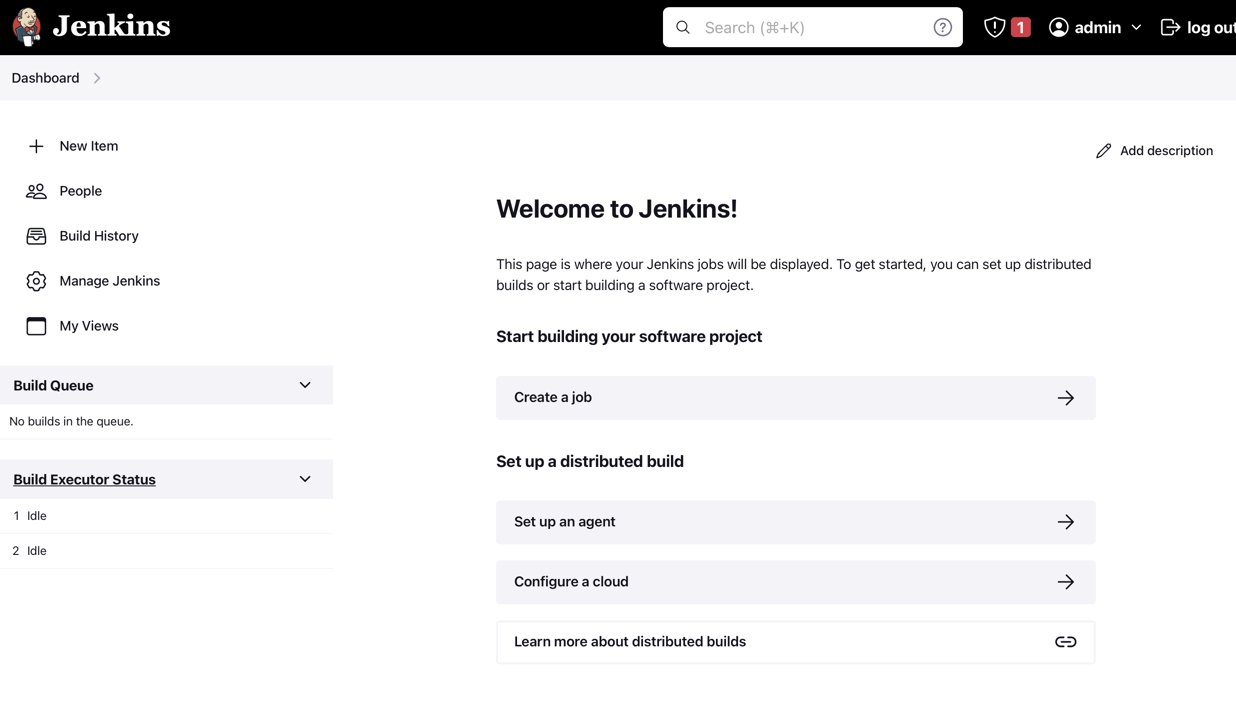 Jenkins
Search (⌘+K)
1
admin
log out
Dashboard
New Item
People
Build History
Manage Jenkins
My Views
Build Queue
No builds in the queue.
Build Executor Status
1 Idle
2 Idle
Add description
Welcome to Jenkins!
This page is where your Jenkins jobs will be displayed. To get started, you can set up distributed
builds or start building a software project.
Start building your software project
Create a job
Set up a distributed build
Set up an agent
Configure a cloud
Learn more about distributed builds